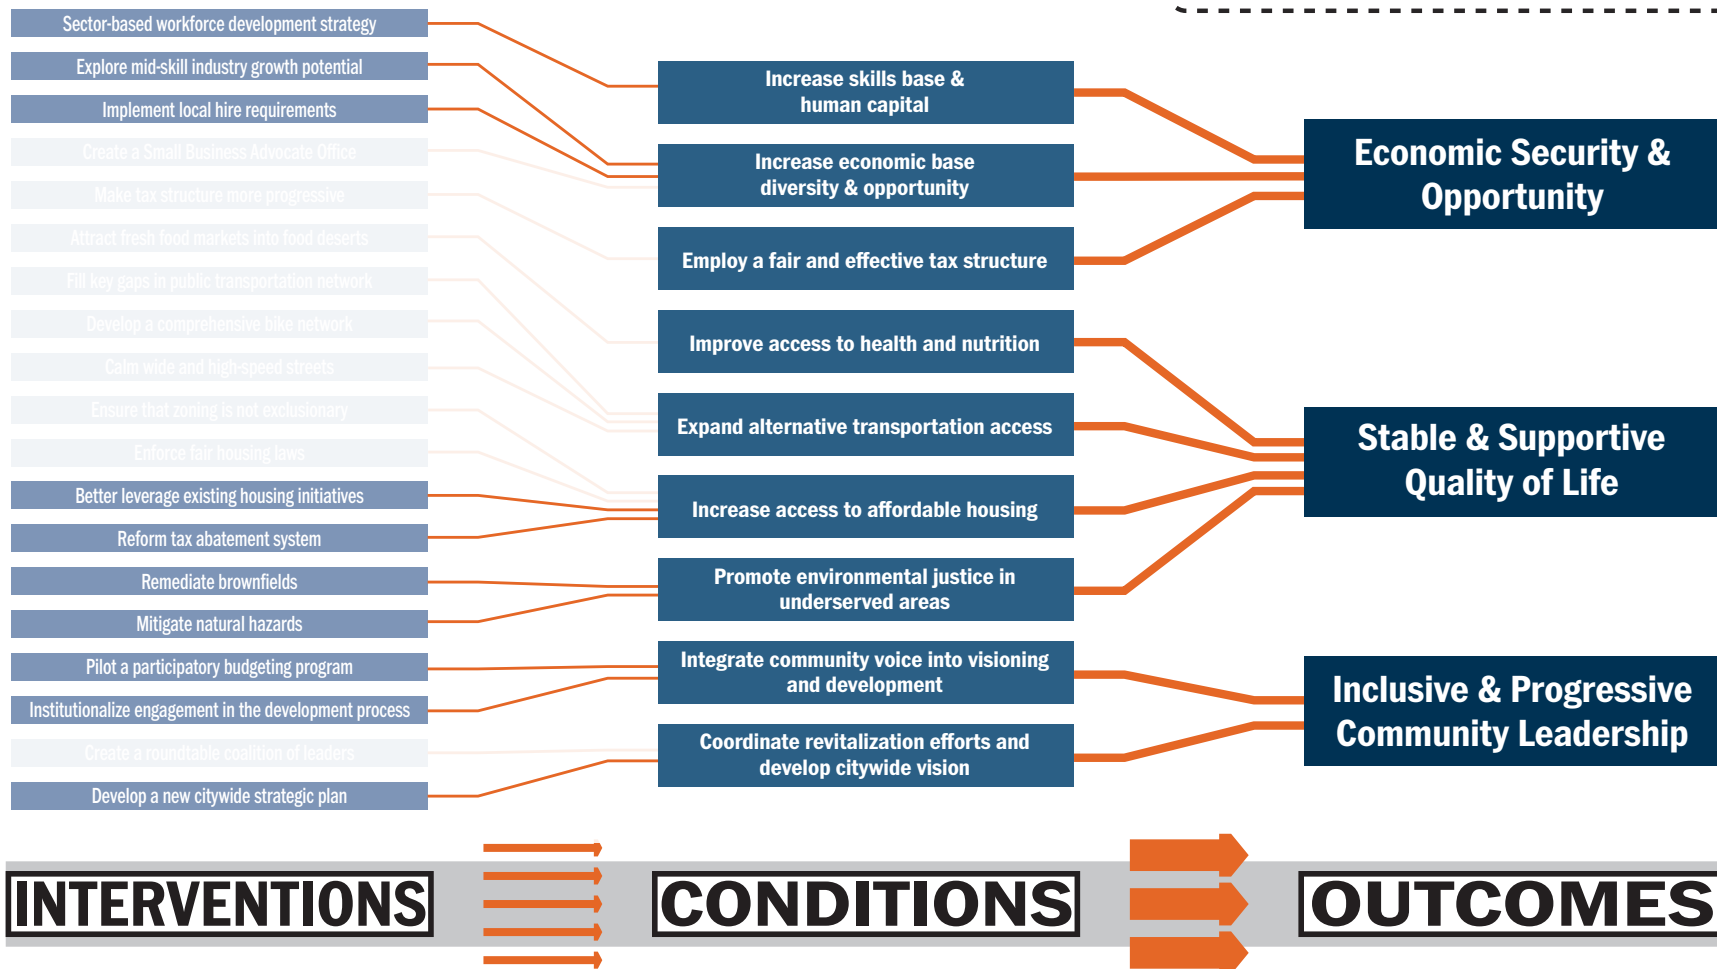 Sector-based workforce development strategy
Explore mid-skill industry growth potential
Implement local hire requirements
Create a Small Business Advocate Office
Make tax structure more progressive
Attract fresh food markets into food deserts
Fill key gaps in public transportation network
Develop a comprehensive bike network
Calm wide and high-speed streets
Ensure that zoning is not exclusionary
Enforce fair housing laws
Better leverage existing housing initiatives
Reform tax abatement system
Remediate brownfields
Mitigate natural hazards
Pilot a participatory budgeting program
Institutionalize engagement in the development process
Create a roundtable coalition of leaders
Develop a new citywide strategic plan
Increase skills base &
human capital
Increase economic base
diversity & opportunity
Employ a fair and effective tax structure
Improve access to health and nutrition
Expand alternative transportation access
Increase access to affordable housing
Promote environmental justice in
underserved areas
Integrate community voice into visioning
and development
Coordinate revitalization efforts and
develop citywide vision
Economic Security &
Opportunity
Stable & Supportive
Quality of Life
Inclusive & Progressive
Community Leadership
INTERVENTIONS
CONDITIONS
OUTCOMES